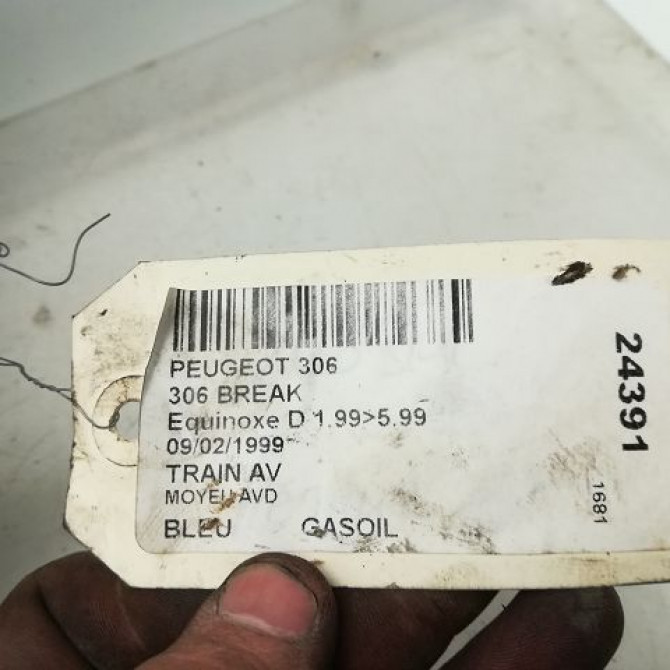 PEUGEOT 306
306 BREAK
Equinoxe D 1.99>5.99
09/02/1999
TRAIN AV
MOYEU AVD
BLEU GASOIL
24391
1681